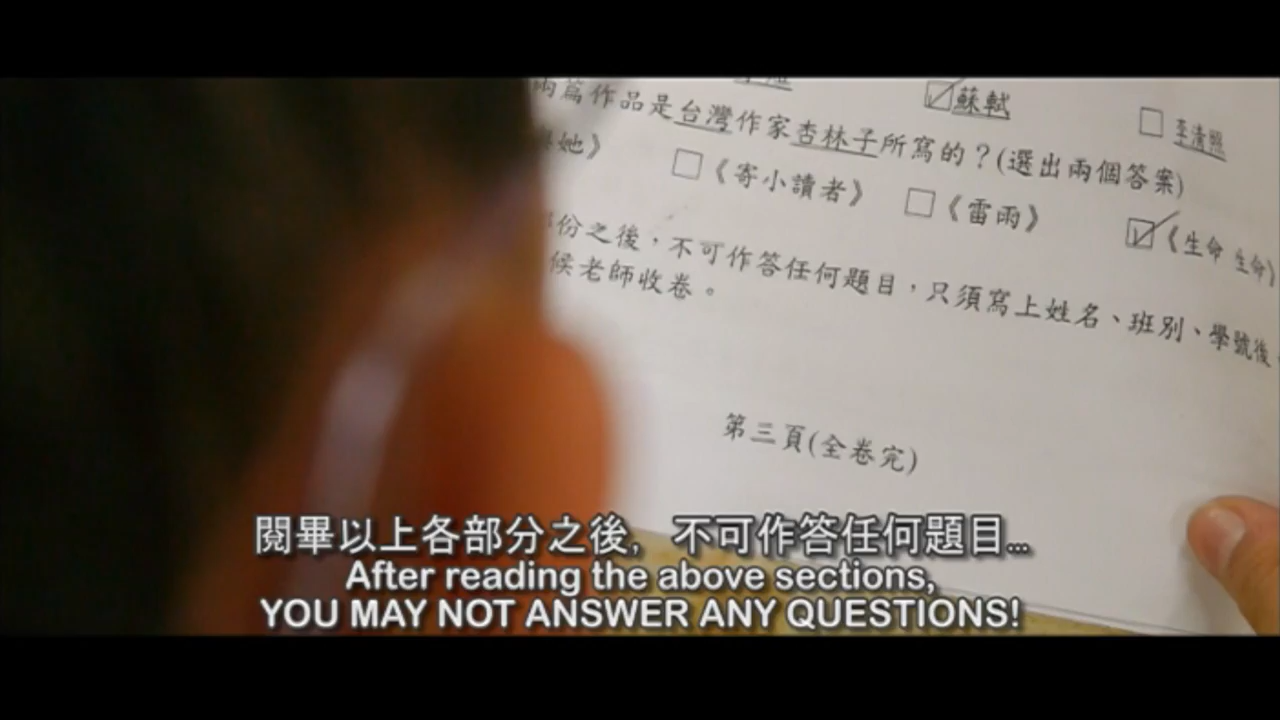 蘇軾 李清照
兩篇作品是台灣作家杏林子所寫的？(選出兩個答案)
她》 《寄小讀者》 《雷雨》 《生命 生命》
份之後，不可作答任何題目，只須寫上姓名、班別、學號後
候老師收卷。
第三頁(全卷完)
閱畢以上各部分之後，不可作答任何題目...
After reading the above sections,
YOU MAY NOT ANSWER ANY QUESTIONS!